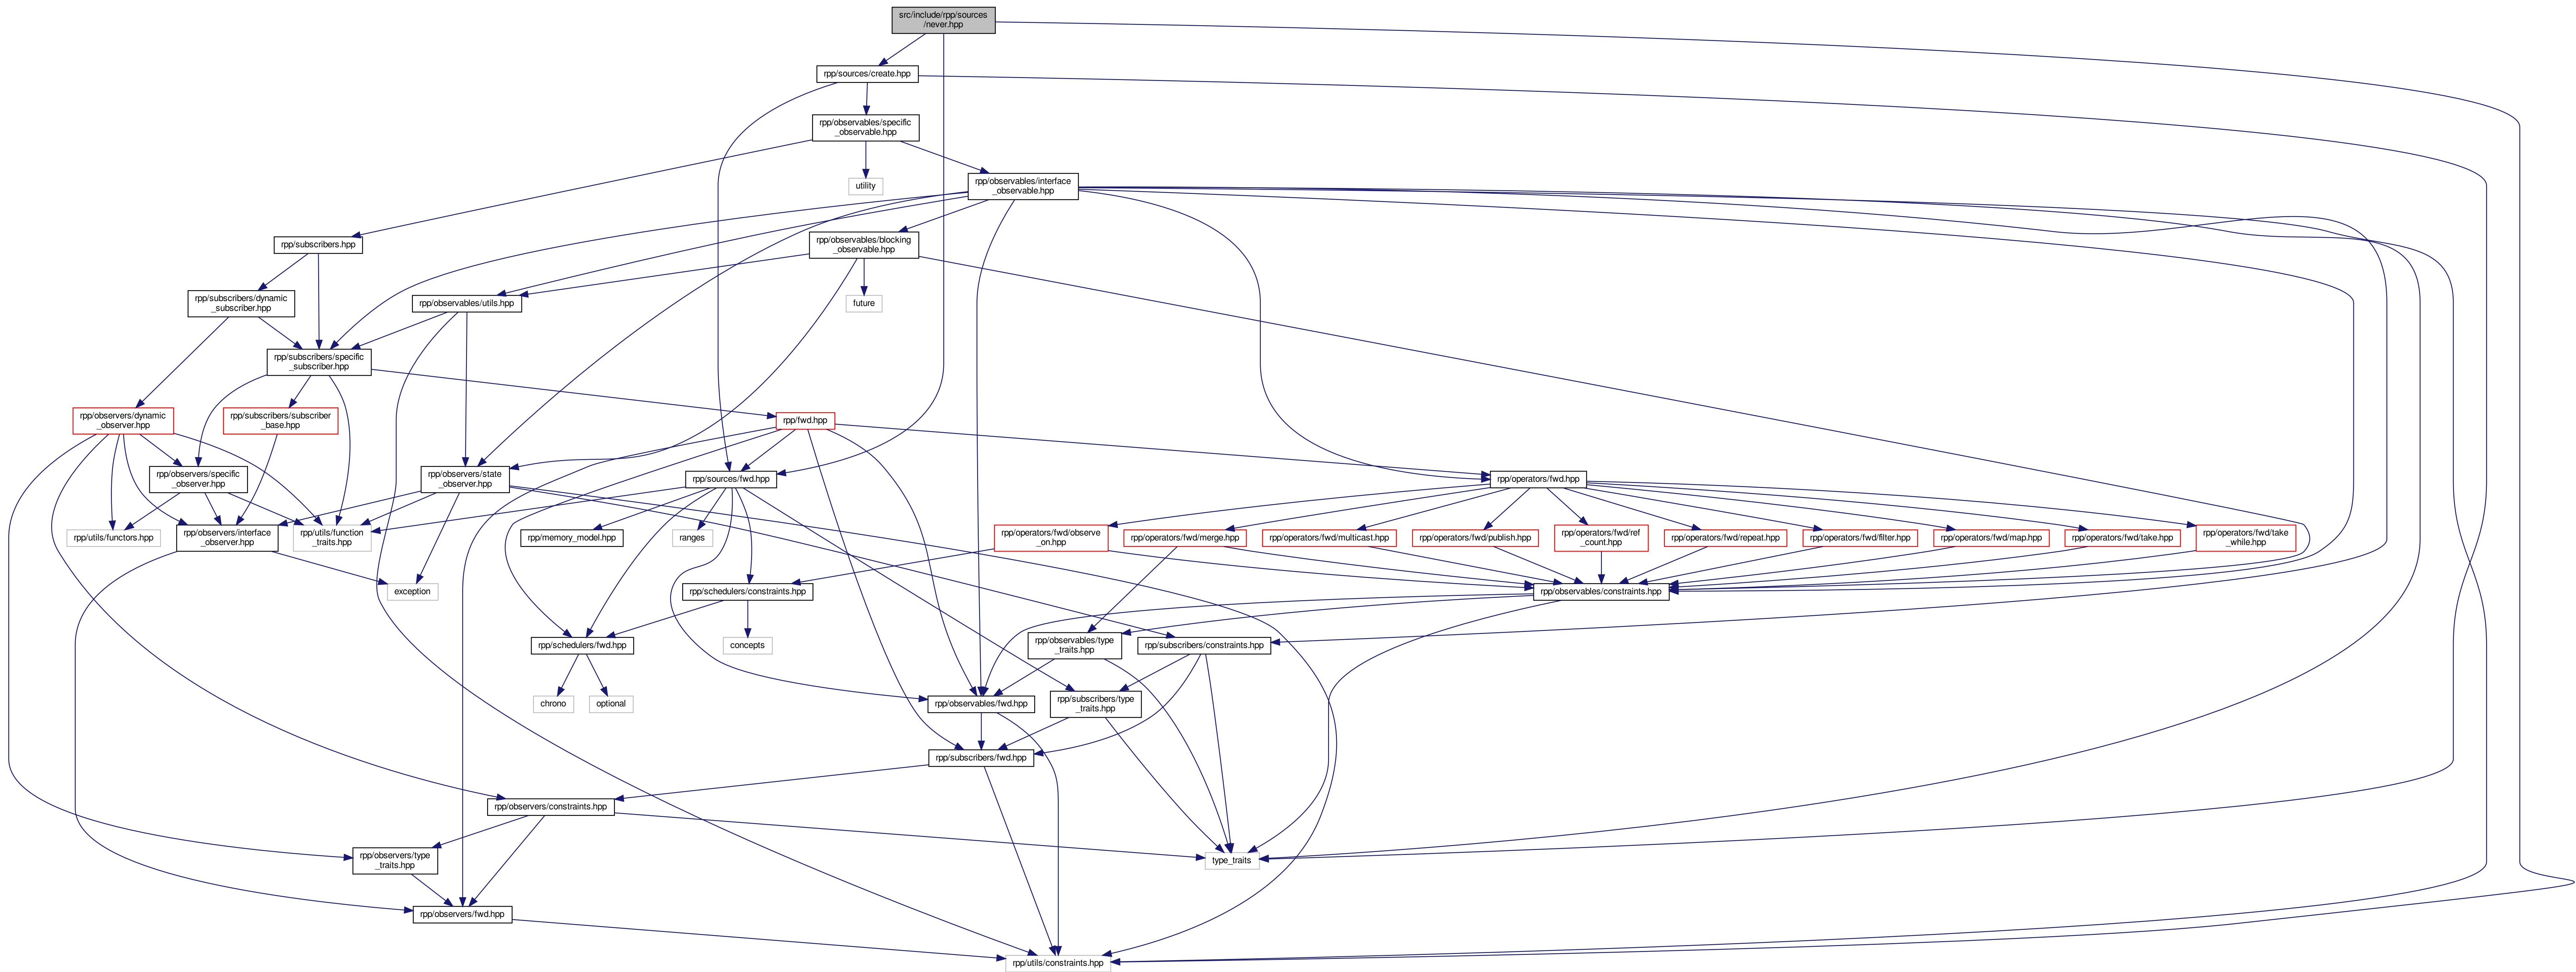 src/include/rpp/sources
/never.hpp
rpp/sources/create.hpp
rpp/observables/specific
_observable.hpp
utility
rpp/observables/interface
_observable.hpp
rpp/subscribers.hpp
rpp/observables/blocking
_observable.hpp
rpp/subscribers/dynamic
_subscriber.hpp
rpp/observables/utils.hpp
future
rpp/subscribers/specific
_subscriber.hpp
rpp/observers/dynamic
_observer.hpp
rpp/subscribers/subscriber
_base.hpp
rpp/fwd.hpp
rpp/observers/specific
_observer.hpp
rpp/observers/state
_observer.hpp
rpp/sources/fwd.hpp
rpp/operators/fwd.hpp
rpp/utils/functors.hpp
rpp/observers/interface
_observer.hpp
rpp/utils/function
_traits.hpp
rpp/memory_model.hpp
ranges
rpp/operators/fwd/observe
_on.hpp
rpp/operators/fwd/merge.hpp
rpp/operators/fwd/multicast.hpp
rpp/operators/fwd/publish.hpp
rpp/operators/fwd/ref
_count.hpp
rpp/operators/fwd/repeat.hpp
rpp/operators/fwd/filter.hpp
rpp/operators/fwd/map.hpp
rpp/operators/fwd/take.hpp
rpp/operators/fwd/take
_while.hpp
exception
rpp/schedulers/constraints.hpp
rpp/observables/constraints.hpp
rpp/schedulers/fwd.hpp
concepts
rpp/observables/type
_traits.hpp
rpp/subscribers/constraints.hpp
chrono
optional
rpp/observables/fwd.hpp
rpp/subscribers/type
_traits.hpp
rpp/subscribers/fwd.hpp
rpp/observers/constraints.hpp
rpp/observers/type
_traits.hpp
type_traits
rpp/observers/fwd.hpp
rpp/utils/constraints.hpp